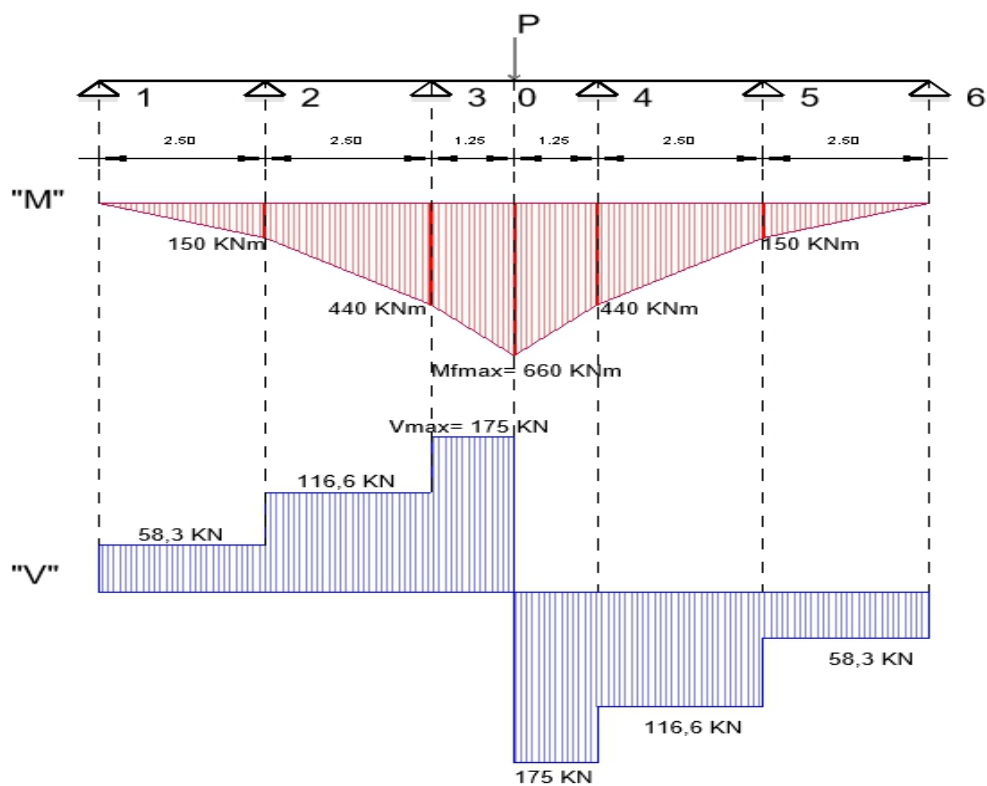 P
1 2 3 0 4 5 6
2.50 2.50 1.25 1.25 2.50 2.50
"M"
150 KNm 150 KNm
440 KNm 440 KNm
Mfmax= 660 KNm
Vmax= 175 KN
116,6 KN
58,3 KN
"V"
58,3 KN
116,6 KN
175 KN